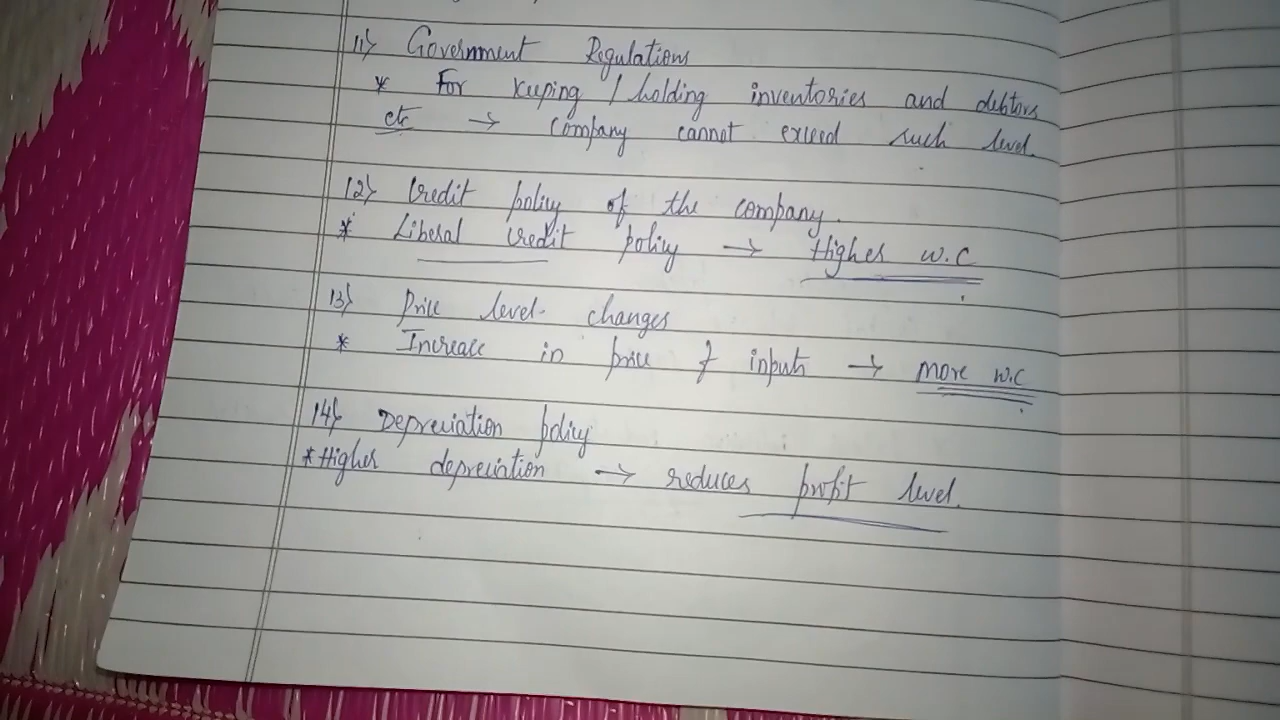 11) Government Regulations
* For keeping / holding inventories and debtors
etc → company cannot exceed such level.
12) Credit policy of the company.
* Liberal credit policy → Higher W.C
13) Price level changes
* Increase in price of inputs → more W.C
14) Depreciation policy
* Higher depreciation → reduces profit level.